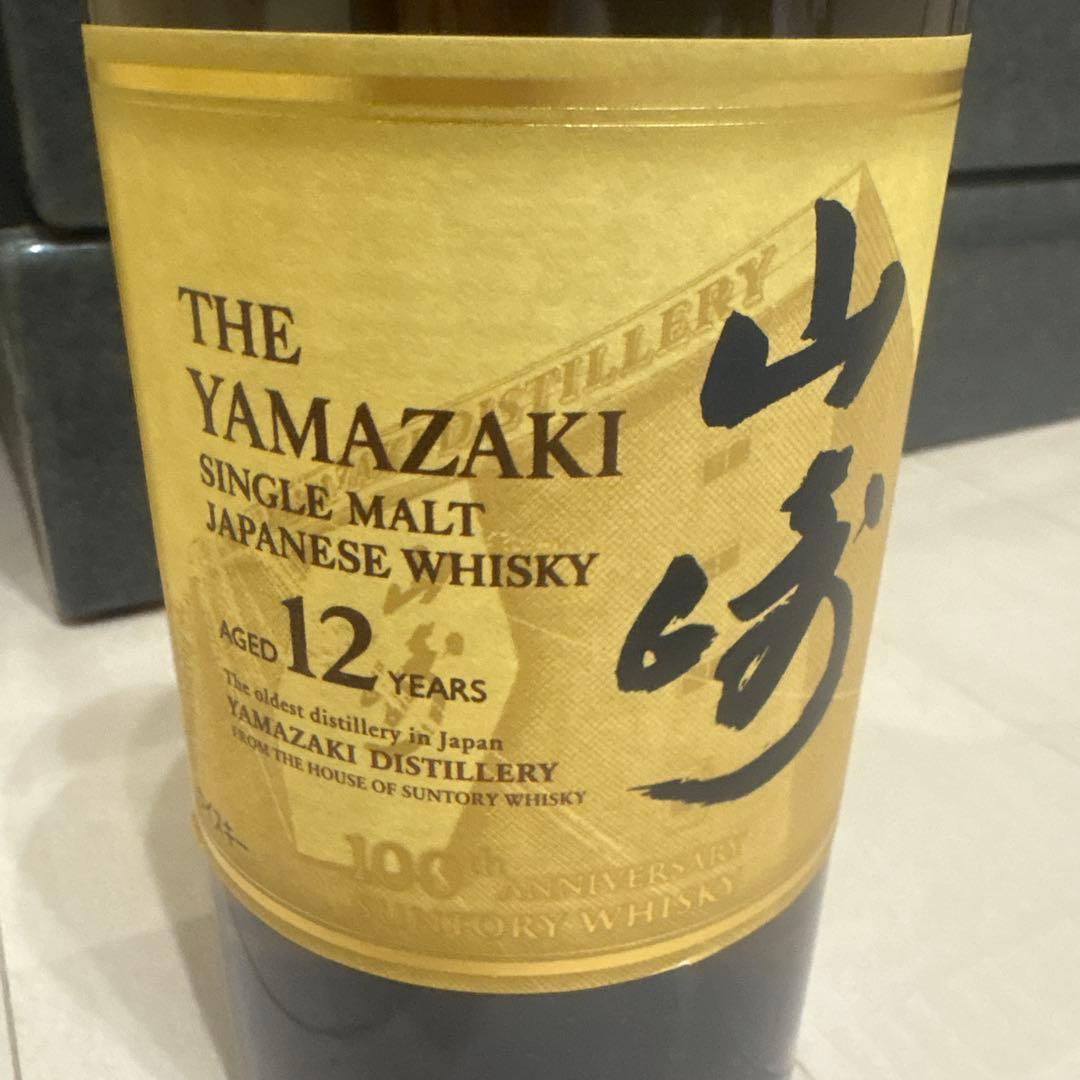 THE
YAMAZAKI
SINGLE MALT
JAPANESE WHISKY
AGED 12 YEARS
The oldest distillery in Japan
YAMAZAKI DISTILLERY
FROM THE HOUSE OF SUNTORY WHISKY
山崎
DISTILLERY
100th ANNIVERSARY
SUNTORY WHISKY